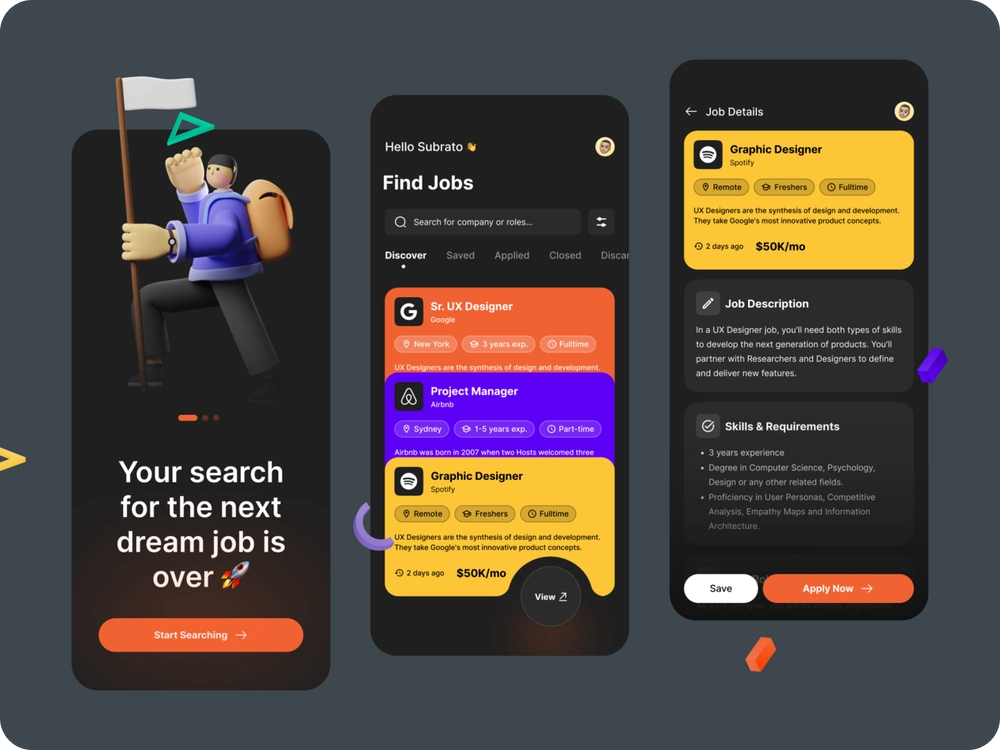 Your search
for the next
dream job is
over 🚀
Start Searching
Hello Subrato 👋
Find Jobs
Search for company or roles...
Discover Saved Applied Closed Discar
Sr. UX Designer
Google
New York 3 years exp. Fulltime
UX Designers are the synthesis of design and development.
Project Manager
Airbnb
Sydney 1-5 years exp. Part-time
Airbnb was born in 2007 when two Hosts welcomed three
Graphic Designer
Spotify
Remote Freshers Fulltime
UX Designers are the synthesis of design and development.
They take Google's most innovative product concepts.
2 days ago $50K/mo
View
Job Details
Graphic Designer
Spotify
Remote Freshers Fulltime
UX Designers are the synthesis of design and development.
They take Google's most innovative product concepts.
2 days ago $50K/mo
Job Description
In a UX Designer job, you'll need both types of skills
to develop the next generation of products. You'll
partner with Researchers and Designers to define
and deliver new features.
Skills & Requirements
• 3 years experience
• Degree in Computer Science, Psychology,
Design or any other related fields.
• Proficiency in User Personas, Competitive
Analysis, Empathy Maps and Information
Architecture.
Save
Apply Now